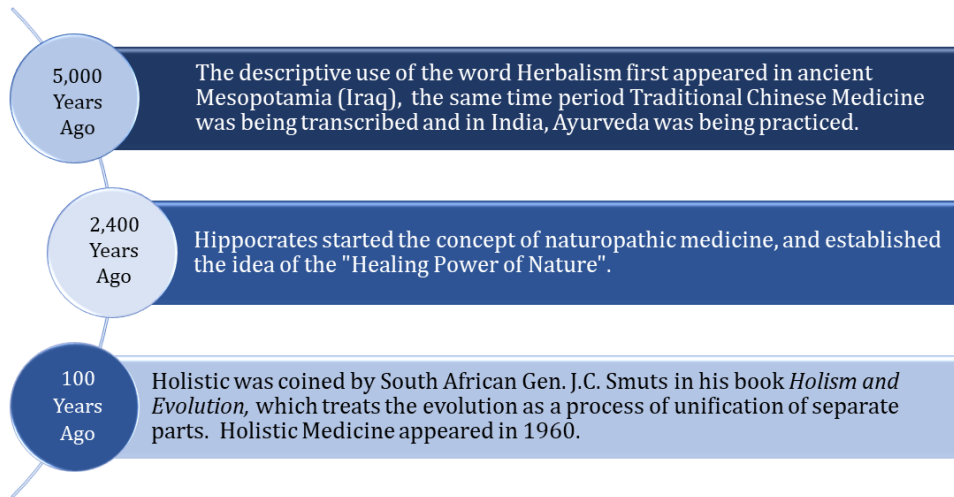 5,000
Years
Ago
The descriptive use of the word Herbalism first appeared in ancient
Mesopotamia (Iraq),  the same time period Traditional Chinese Medicine
was being transcribed and in India, Ayurveda was being practiced.
2,400
Years
Ago
Hippocrates started the concept of naturopathic medicine, and established
the idea of the "Healing Power of Nature".
100
Years
Ago
Holistic was coined by South African Gen. J.C. Smuts in his book Holism and
Evolution, which treats the evolution as a process of unification of separate
parts.  Holistic Medicine appeared in 1960.